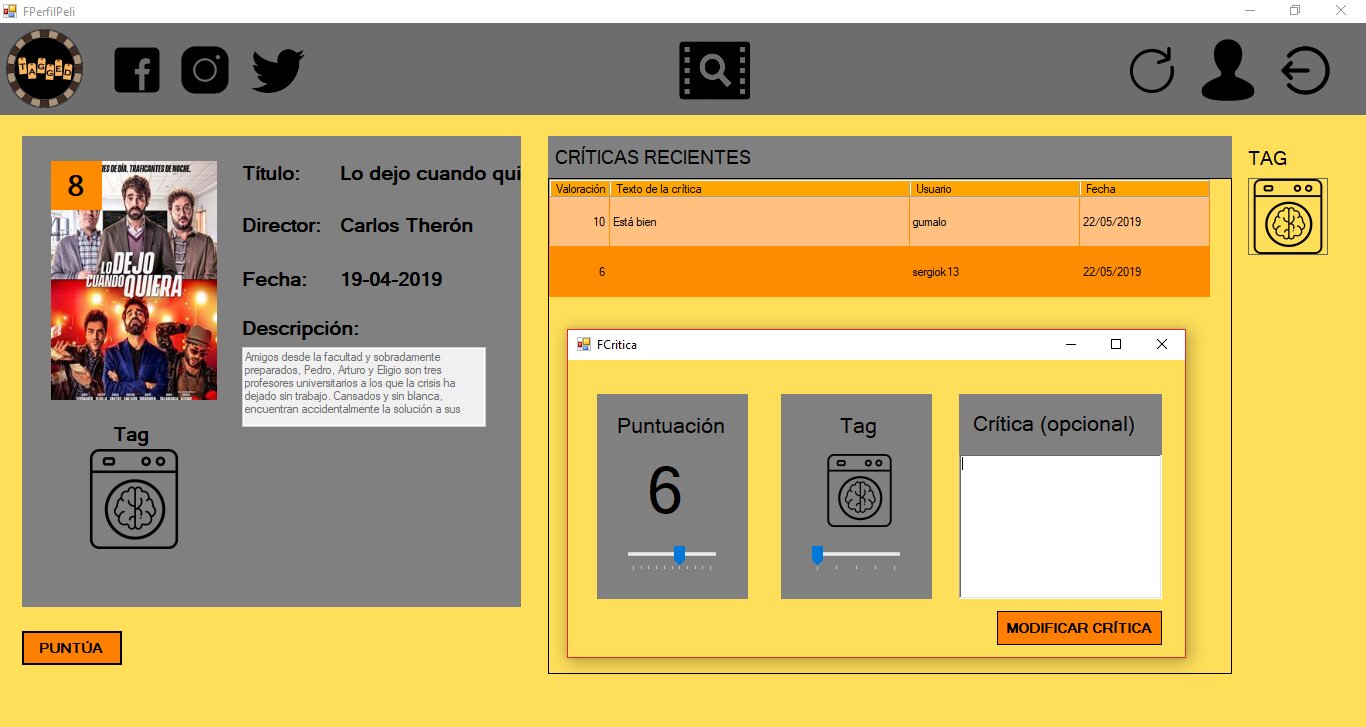 FPerfilPeli
TAGGED
8
RES DE DÍA. TRAFICANTES DE NOCHE.
LO DEJO
CUANDO
QUIERA
Título: Lo dejo cuando qui
Director: Carlos Therón
Fecha: 19-04-2019
Descripción:
Amigos desde la facultad y sobradamente
preparados, Pedro, Arturo y Eligio son tres
profesores universitarios a los que la crisis ha
dejado sin trabajo. Cansados y sin blanca,
encuentran accidentalmente la solución a sus
Tag
PUNTÚA
CRÍTICAS RECIENTES
Valoración Texto de la crítica Usuario Fecha
10 Está bien gumalo 22/05/2019
6 sergiok13 22/05/2019
TAG
FCritica
Puntuación
6
Tag
Crítica (opcional)
MODIFICAR CRÍTICA